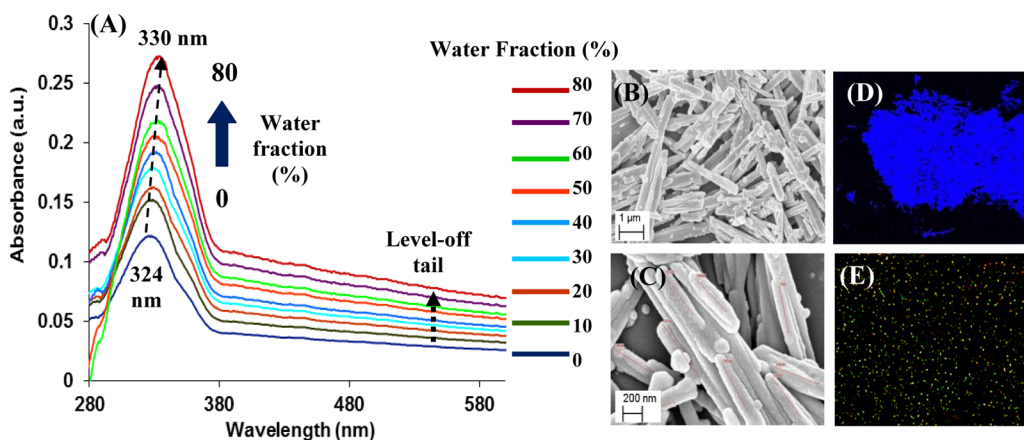 (A)
0.3
0.25
0.2
0.15
0.1
0.05
0
Absorbance (a.u.)
330 nm
80
0
Water
fraction
(%)
324
nm
Level-off
tail
280
380
480
580
Wavelength (nm)
Water Fraction (%)
80
70
60
50
40
30
20
10
0
(B)
1 µm
(C)
200 nm
(D)
(E)